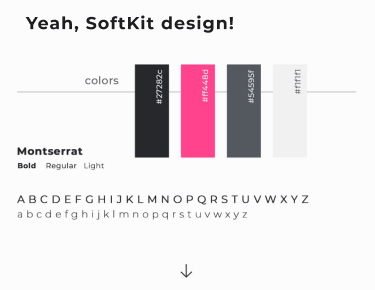 Yeah, SoftKit design!
colors
#27282c
#ff448d
#54595f
#f1f1f1
Montserrat
Bold Regular Light
A B C D E F G H I J K L M N O P Q R S T U V W X Y Z
a b c d e f g h i j k l m n o p q r s t u v w x y z